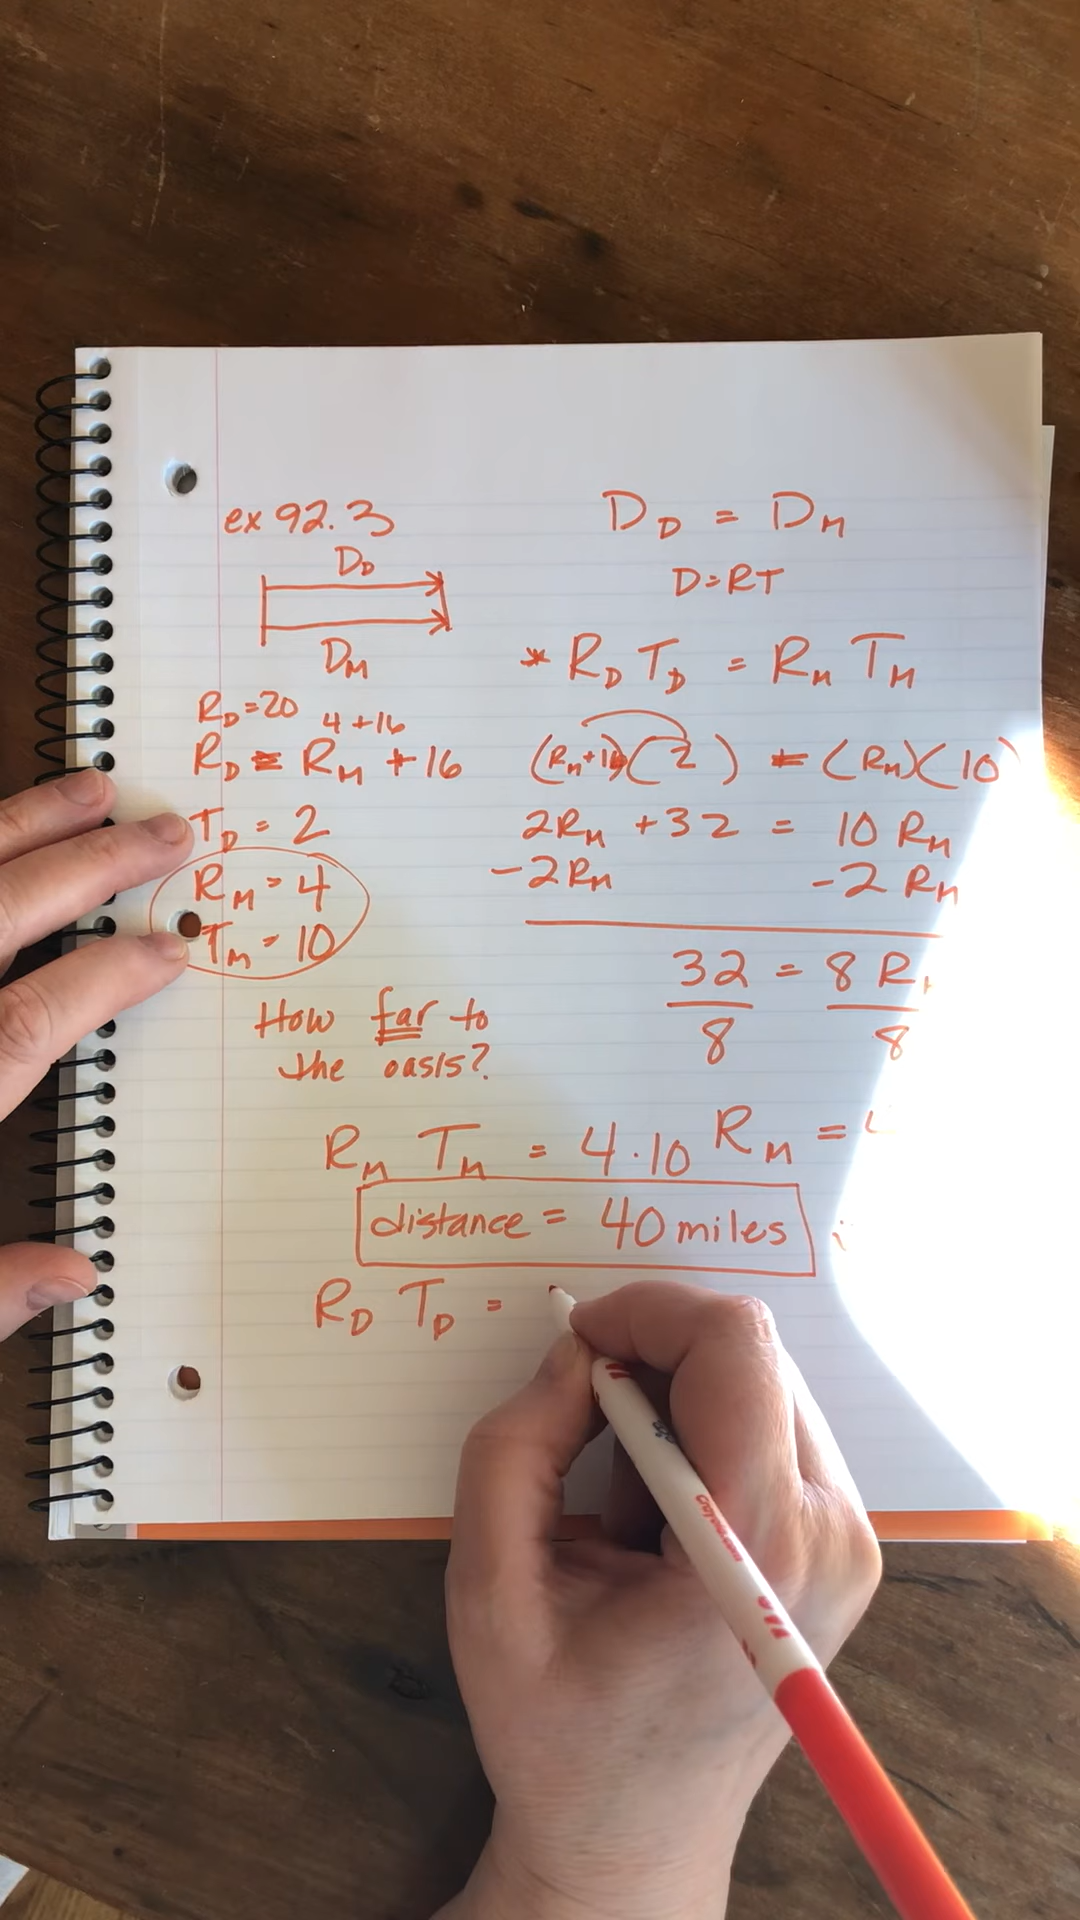 ex 92.3
D_D
D_M
R_D = 20
4 + 16
R_D = R_M + 16
T_D = 2
R_M = 4
T_M = 10
How far to
the oasis?
D_D = D_M
D = RT
* R_D T_D = R_M T_M
(R_M + 16)(2) = (R_M)(10)
2R_M + 32 = 10 R_M
-2R_M -2 R_M
32 = 8 R
8 8
R_M =
R_M T_M = 4 · 10
distance = 40 miles
R_D T_D =